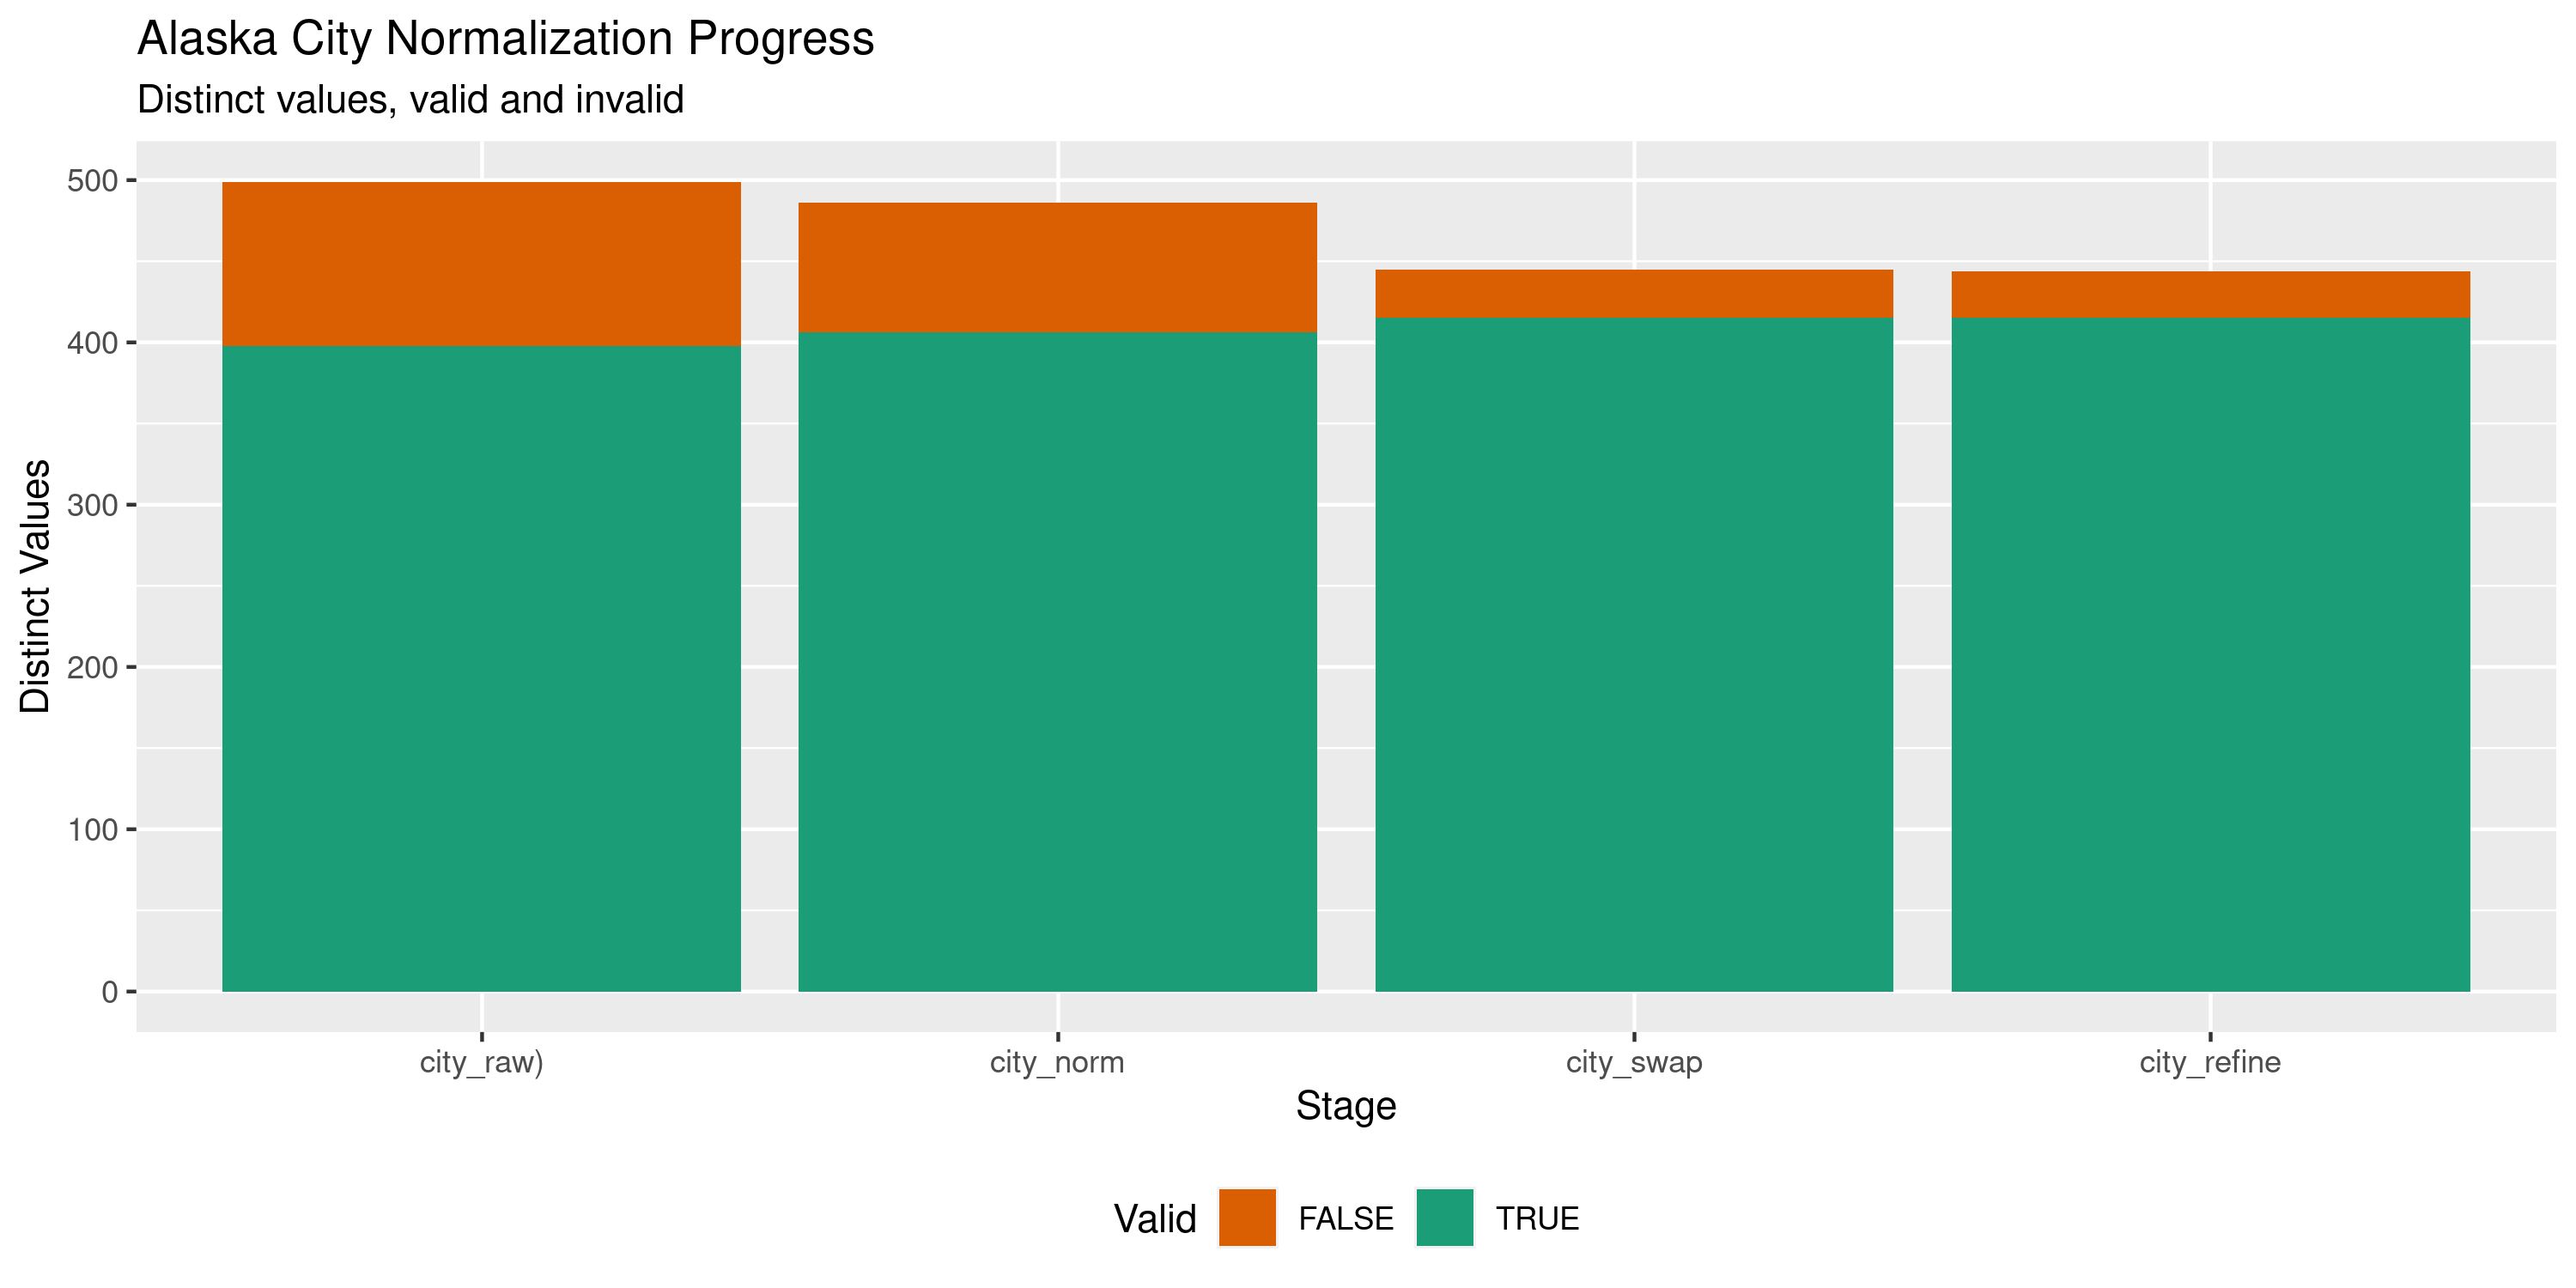 Alaska City Normalization Progress
Distinct values, valid and invalid
Distinct Values
500
400
300
200
100
0
city_raw) city_norm city_swap city_refine
Stage
Valid FALSE TRUE